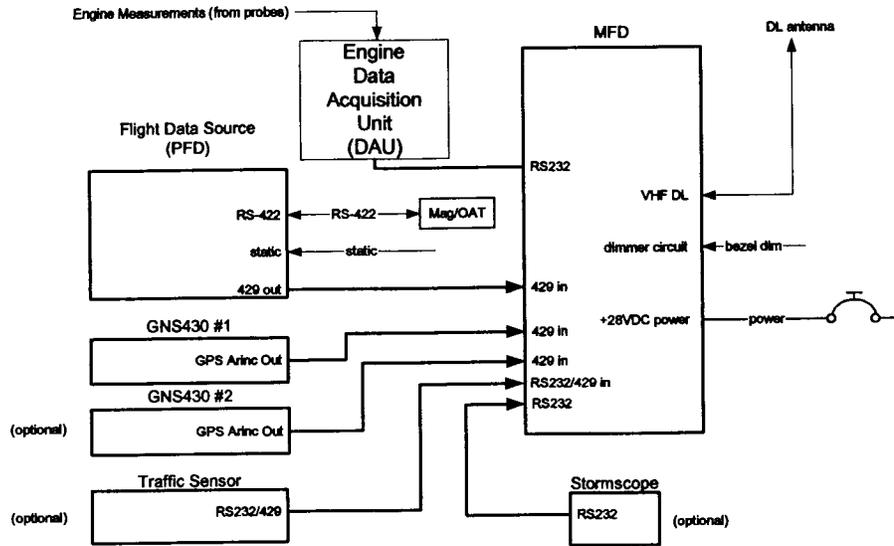 Engine Measurements (from probes)
Engine
Data
Acquisition
Unit
(DAU)
MFD
DL antenna
Flight Data Source
(PFD)
RS232
VHF DL
RS-422
RS-422
Mag/OAT
static
static
dimmer circuit
bezel dim
429 out
429 in
+28VDC power
power
GNS430 #1
429 in
GPS Arinc Out
429 in
RS232/429 in
GNS430 #2
RS232
(optional)
GPS Arinc Out
Traffic Sensor
Stormscope
(optional)
RS232/429
RS232
(optional)